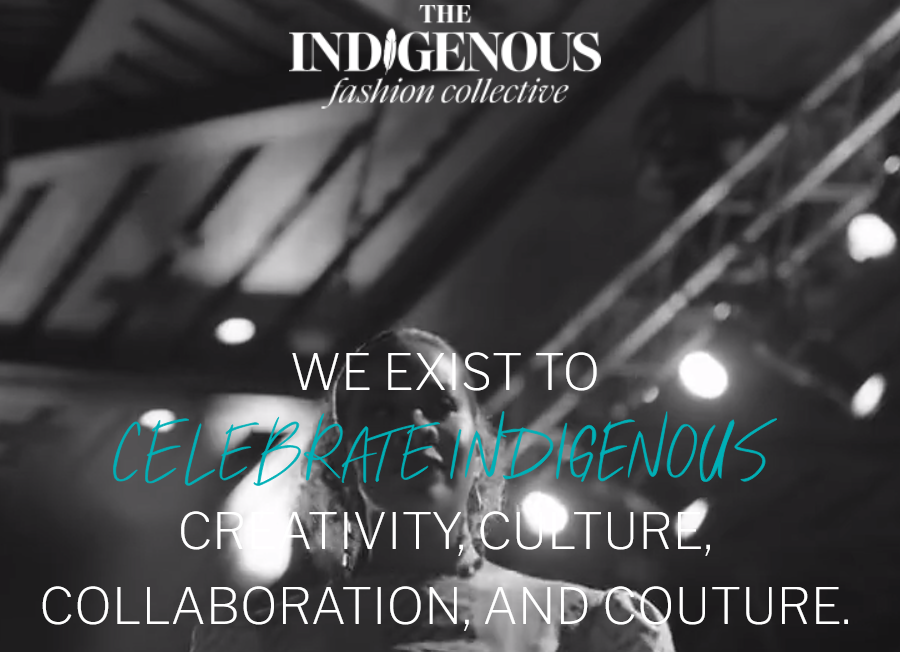 THE
INDIGENOUS
fashion collective
WE EXIST TO
CELEBRATE INDIGENOUS
CREATIVITY, CULTURE,
COLLABORATION, AND COUTURE.